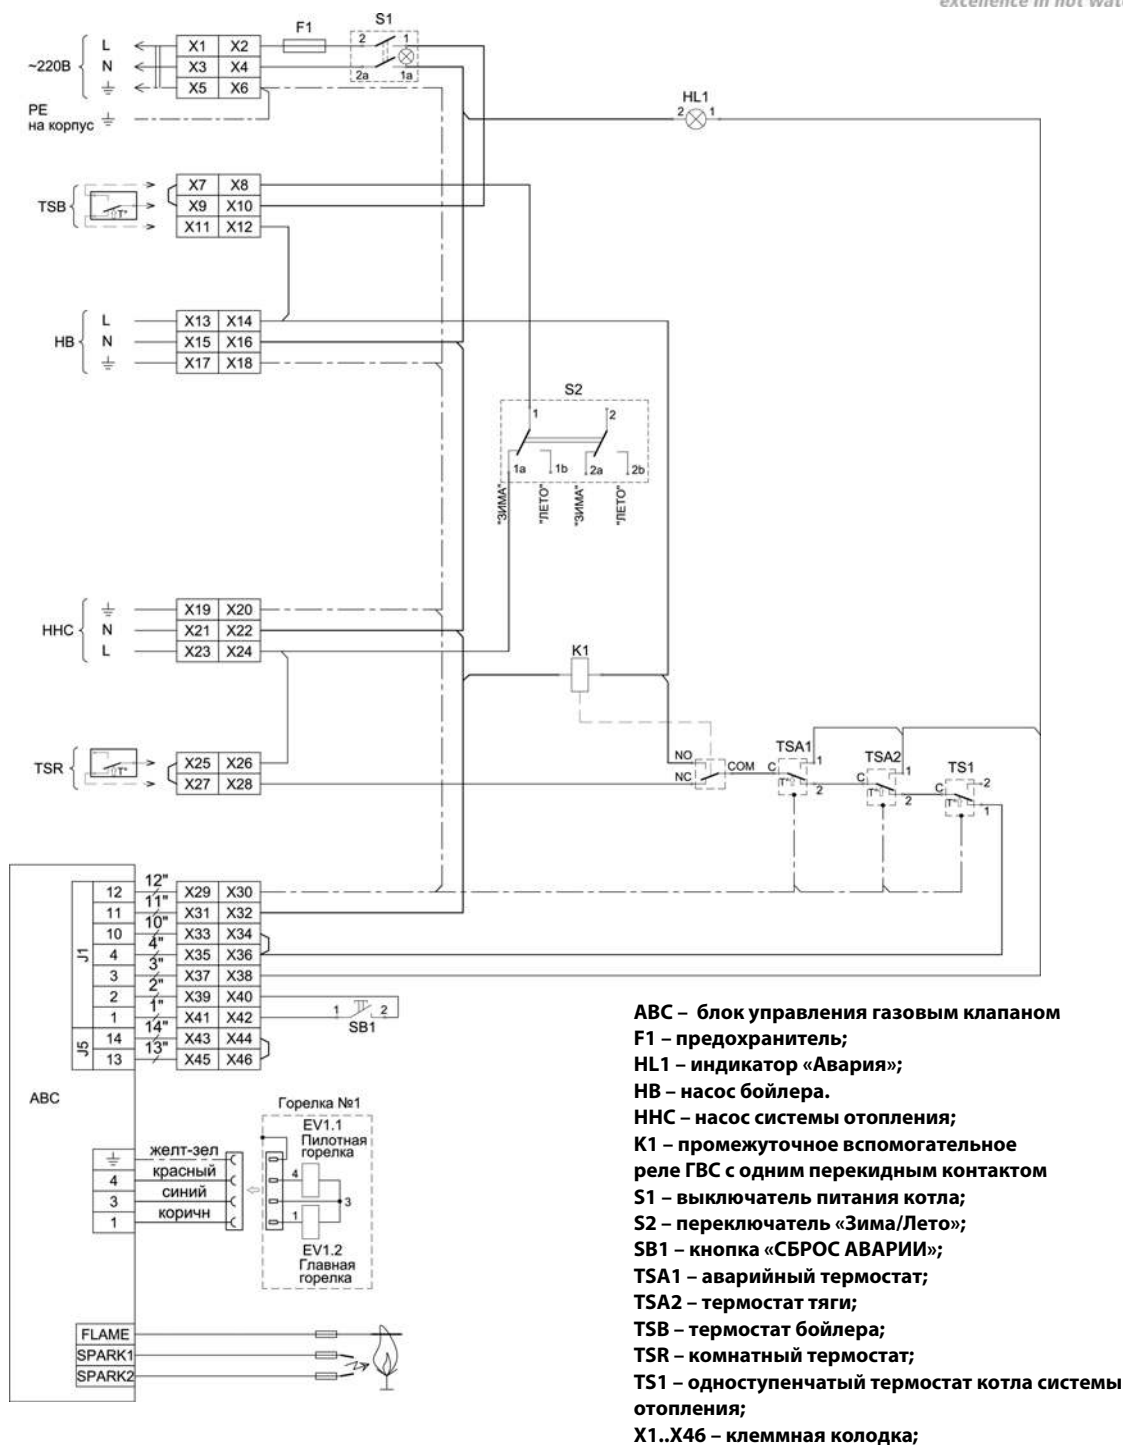 excellence in hot wate
F1
S1
L X1 X2 2 1
~220В N X3 X4
X5 X6 2a 1a
PE
на корпус
HL1
2 1
X7 X8
TSB X9 X10
T°
X11 X12
L X13 X14
НВ N X15 X16
X17 X18
S2
1 2
1a 1b 2a 2b
"ЗИМА" "ЛЕТО" "ЗИМА" "ЛЕТО"
X19 X20
ННС N X21 X22
L X23 X24
K1
NO TSA1
X25 X26 COM C 1 TSA2
TSR X27 X28 NC T° 2 C 1 TS1
T°
T° 2 C 2
T° 1
12 12" X29 X30
11 11" X31 X32
10 10" X33 X34
J1 4 4" X35 X36
3 3" X37 X38
2 2" X39 X40
1 1" X41 X42 1 2
SB1
J5 14 14" X43 X44
13 13" X45 X46
ABC
Горелка №1
EV1.1
Пилотная
горелка
желт-зел
4 красный 4
3 синий 3
1 коричн 1
EV1.2
Главная
горелка
FLAME
SPARK1
SPARK2
АВС – блок управления газовым клапаном
F1 – предохранитель;
HL1 – индикатор «Авария»;
НВ – насос бойлера.
ННС – насос системы отопления;
К1 – промежуточное вспомогательное
реле ГВС с одним перекидным контактом
S1 – выключатель питания котла;
S2 – переключатель «Зима/Лето»;
SB1 – кнопка «СБРОС АВАРИИ»;
TSA1 – аварийный термостат;
TSA2 – термостат тяги;
TSB – термостат бойлера;
TSR – комнатный термостат;
TS1 – одноступенчатый термостат котла системы
отопления;
X1..X46 – клеммная колодка;